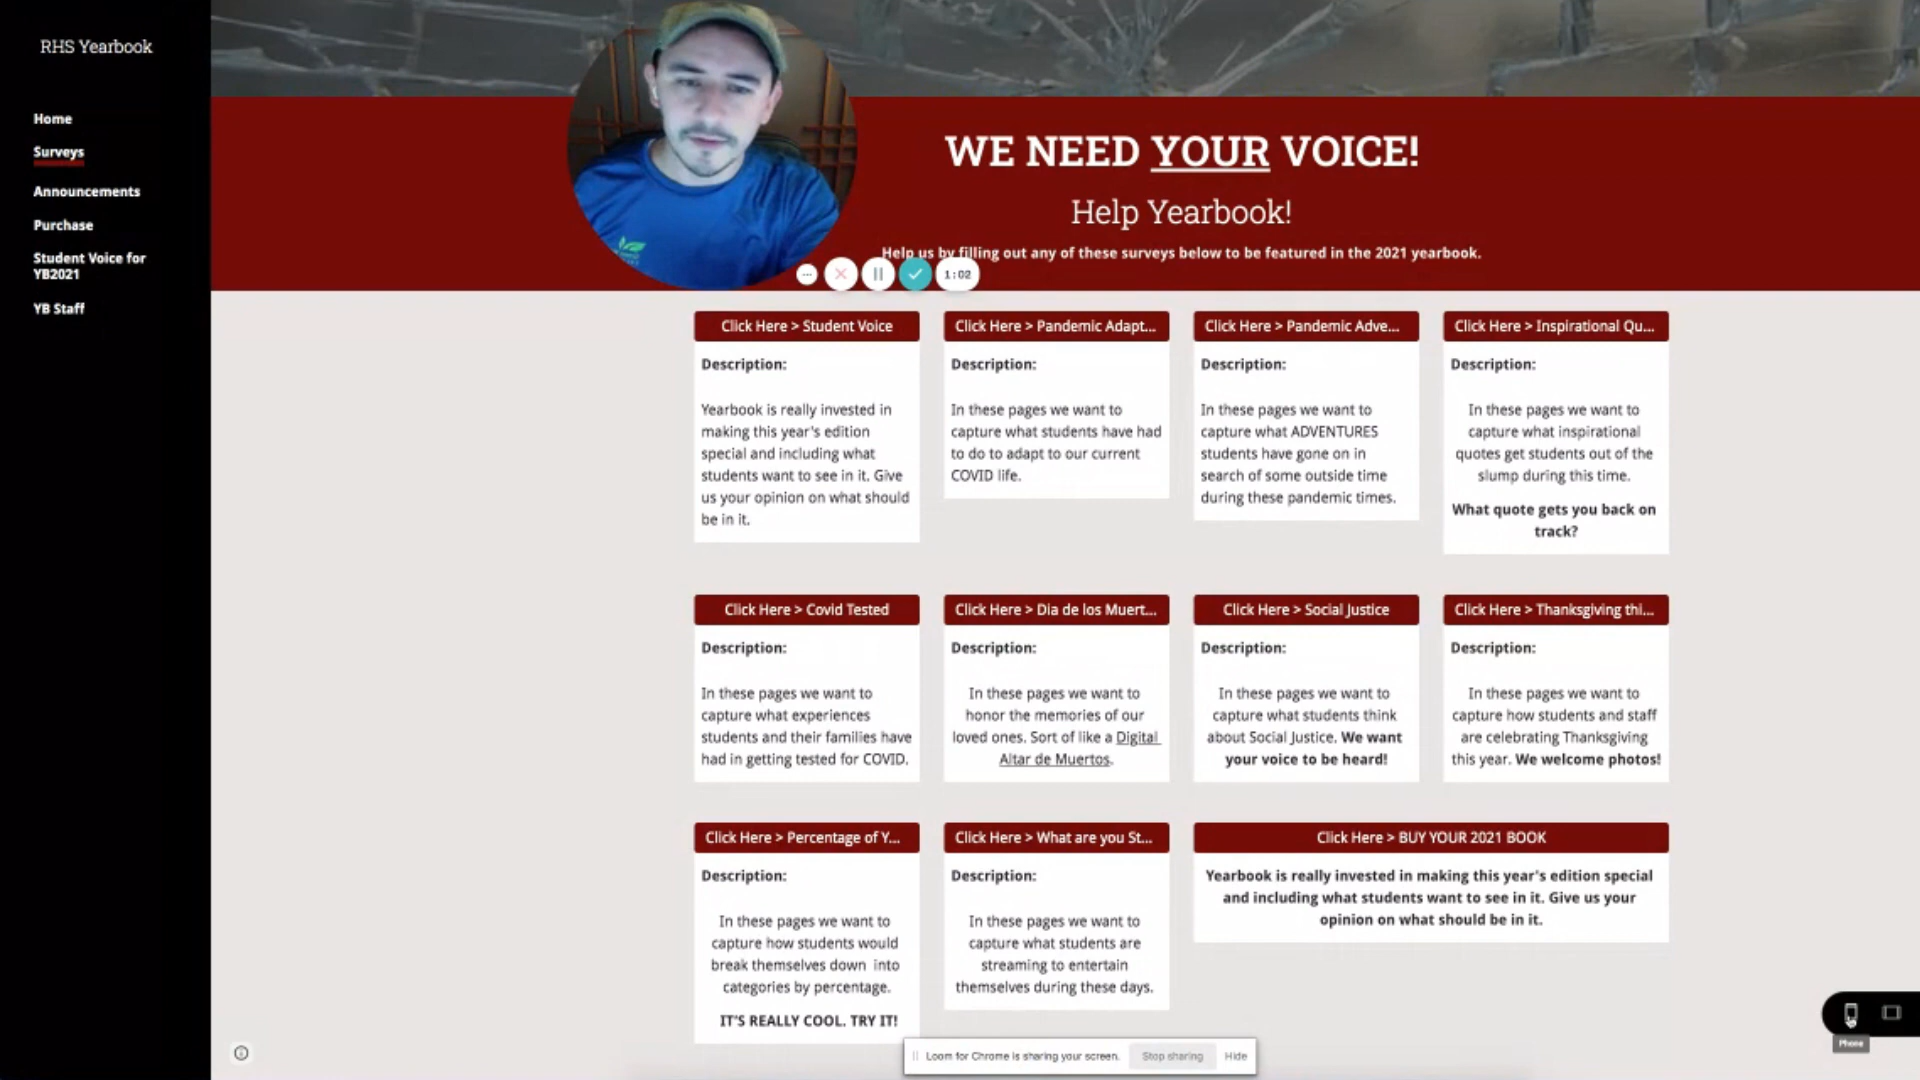 RHS Yearbook
Home
Surveys
Announcements
Purchase
Student Voice for
YB2021
YB Staff
WE NEED YOUR VOICE!
Help Yearbook!
Help us by filling out any of these surveys below to be featured in the 2021 yearbook.
1:02
Click Here > Student Voice
Description:
Yearbook is really invested in
making this year's edition
special and including what
students want to see in it. Give
us your opinion on what should
be in it.
Click Here > Pandemic Adapt...
Description:
In these pages we want to
capture what students have had
to do to adapt to our current
COVID life.
Click Here > Pandemic Adve...
Description:
In these pages we want to
capture what ADVENTURES
students have gone on in
search of some outside time
during these pandemic times.
Click Here > Inspirational Qu...
Description:
In these pages we want to
capture what inspirational
quotes get students out of the
slump during this time.
What quote gets you back on
track?
Click Here > Covid Tested
Description:
In these pages we want to
capture what experiences
students and their families have
had in getting tested for COVID.
Click Here > Dia de los Muert...
Description:
In these pages we want to
honor the memories of our
loved ones. Sort of like a Digital
Altar de Muertos.
Click Here > Social Justice
Description:
In these pages we want to
capture what students think
about Social Justice. We want
your voice to be heard!
Click Here > Thanksgiving thi...
Description:
In these pages we want to
capture how students and staff
are celebrating Thanksgiving
this year. We welcome photos!
Click Here > Percentage of Y...
Description:
In these pages we want to
capture how students would
break themselves down into
categories by percentage.
IT'S REALLY COOL. TRY IT!
Click Here > What are you St...
Description:
In these pages we want to
capture what students are
streaming to entertain
themselves during these days.
Click Here > BUY YOUR 2021 BOOK
Yearbook is really invested in making this year's edition special
and including what students want to see in it. Give us your
opinion on what should be in it.
Phone
Loom for Chrome is sharing your screen.
Stop sharing
Hide